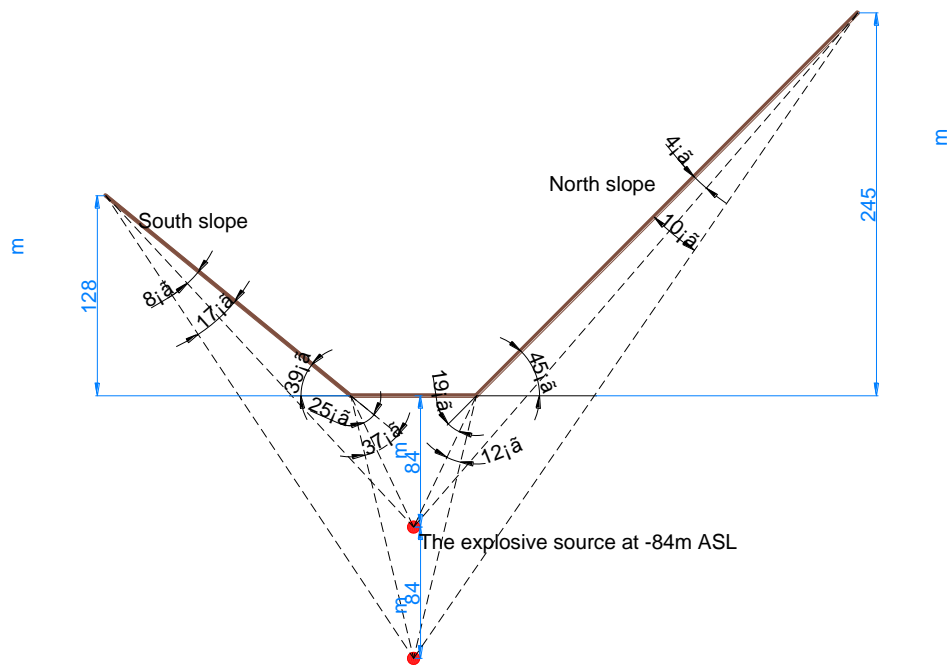 4¡ã
North slope
m
245
South slope
10¡ã
m
8¡ã
17¡ã
128
39¡ã
19¡ã
45¡ã
25¡ã
37¡ã
12¡ã
m
84
The explosive source at -84m ASL
m
84